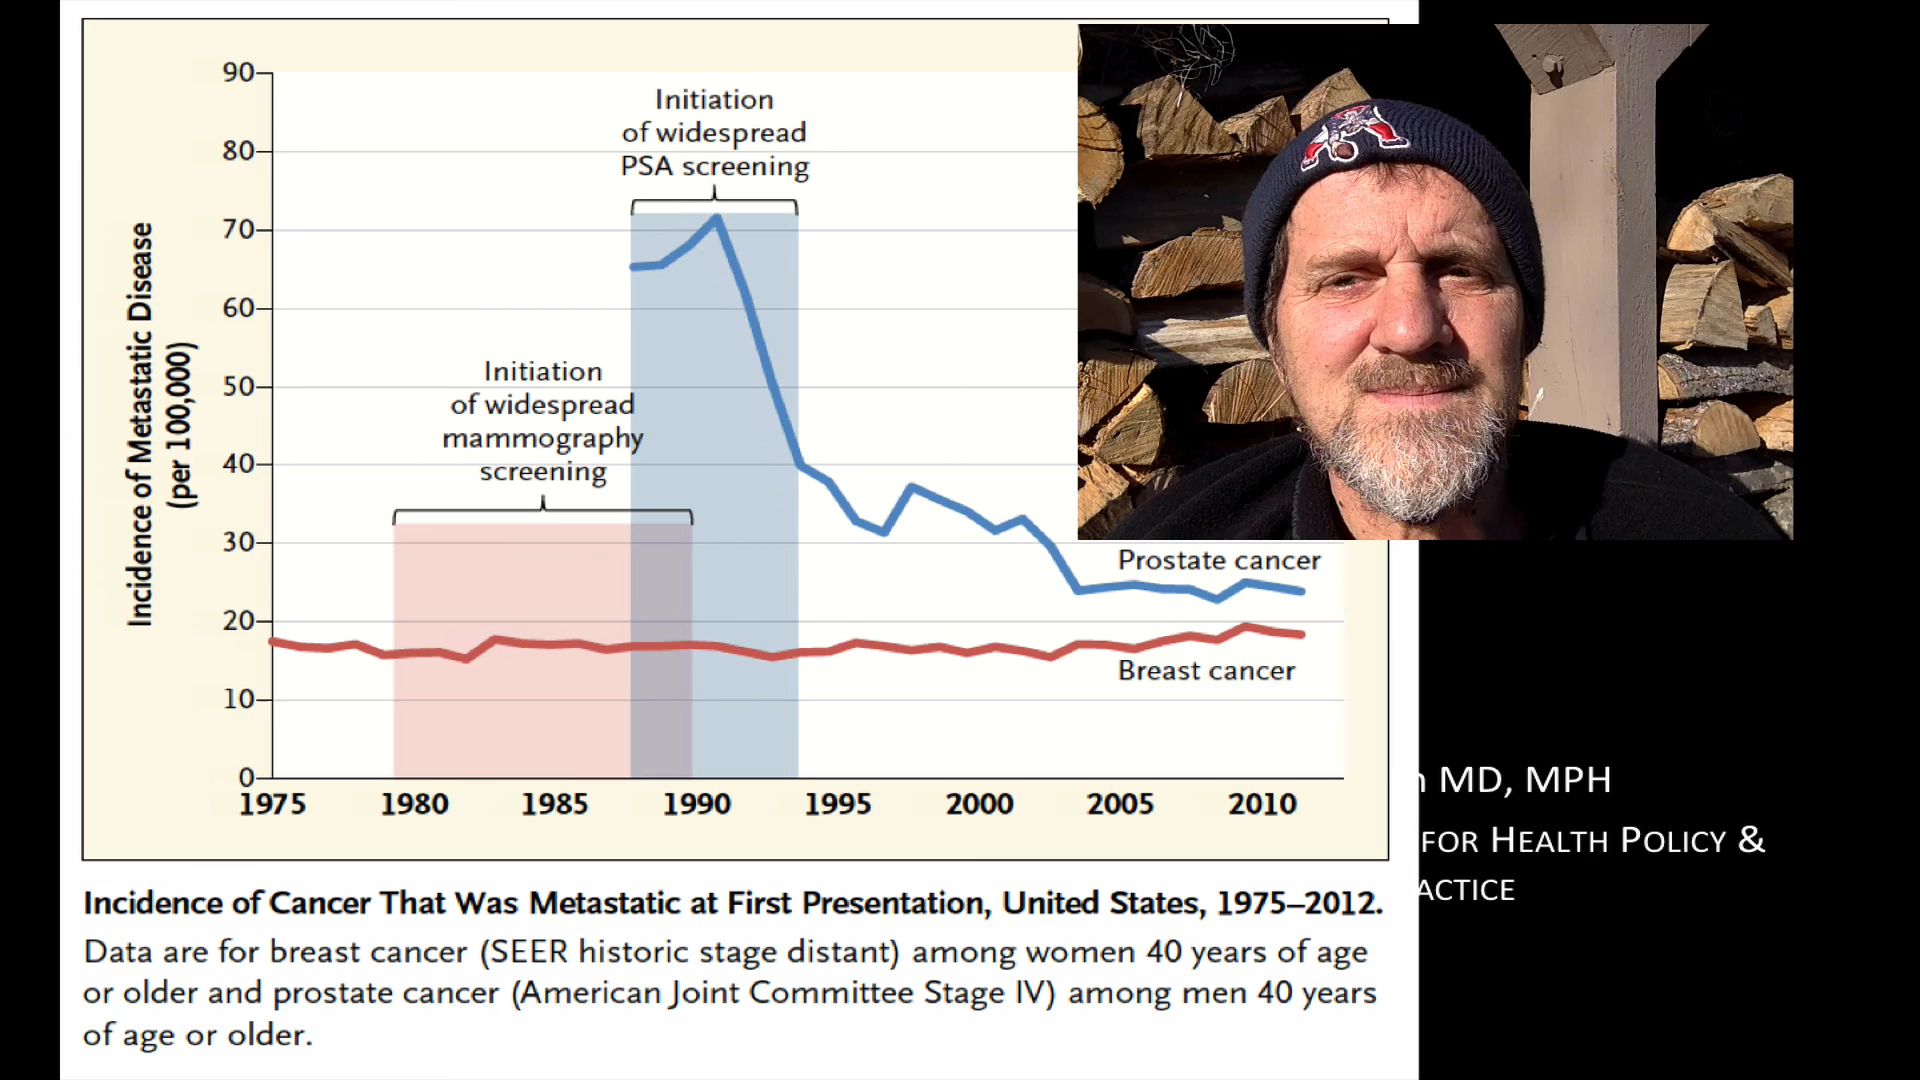 90
80
70
60
50
40
30
20
10
0
Incidence of Metastatic Disease
(per 100,000)
Initiation
of widespread
PSA screening
Initiation
of widespread
mammography
screening
Prostate cancer
Breast cancer
1975 1980 1985 1990 1995 2000 2005 2010
MD, MPH
FOR HEALTH POLICY &
ACTICE
Incidence of Cancer That Was Metastatic at First Presentation, United States, 1975–2012.
Data are for breast cancer (SEER historic stage distant) among women 40 years of age
or older and prostate cancer (American Joint Committee Stage IV) among men 40 years
of age or older.